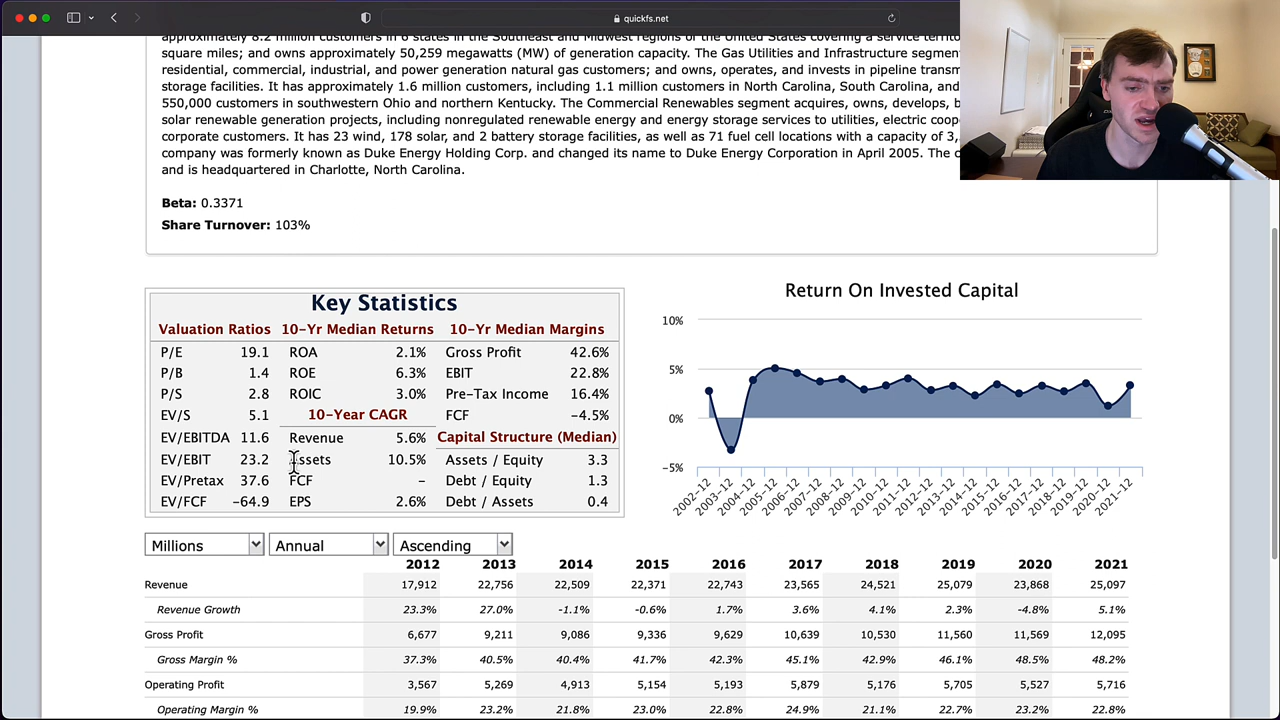 quickfs.net
approximately 8.2 million customers in 6 states in the Southeast and Midwest regions of the United States covering a service territo
square miles; and owns approximately 50,259 megawatts (MW) of generation capacity. The Gas Utilities and Infrastructure segmen
residential, commercial, industrial, and power generation natural gas customers; and owns, operates, and invests in pipeline transm
storage facilities. It has approximately 1.6 million customers, including 1.1 million customers in North Carolina, South Carolina, and
550,000 customers in southwestern Ohio and northern Kentucky. The Commercial Renewables segment acquires, owns, develops, b
solar renewable generation projects, including unregulated renewable energy and energy storage services to utilities, electric coop
corporate customers. It has 23 wind, 178 solar, and 2 battery storage facilities, as well as 71 fuel cell locations with a capacity of 3,
company was formerly known as Duke Energy Holding Corp. and changed its name to Duke Energy Corporation in April 2005. The c
and is headquartered in Charlotte, North Carolina.
Beta: 0.3371
Share Turnover: 103%
Key Statistics
Valuation Ratios 10-Yr Median Returns 10-Yr Median Margins
P/E 19.1 ROA 2.1% Gross Profit 42.6%
P/B 1.4 ROE 6.3% EBIT 22.8%
P/S 2.8 ROIC 3.0% Pre-Tax Income 16.4%
EV/S 5.1 10-Year CAGR FCF -4.5%
EV/EBITDA 11.6 Revenue 5.6% Capital Structure (Median)
EV/EBIT 23.2 Assets 10.5% Assets / Equity 3.3
EV/Pretax 37.6 FCF - Debt / Equity 1.3
EV/FCF -64.9 EPS 2.6% Debt / Assets 0.4
Return On Invested Capital
10%
5%
0%
-5%
2002-12 2003-12 2004-12 2005-12 2006-12 2007-12 2008-12 2009-12 2010-12 2011-12 2012-12 2013-12 2014-12 2015-12 2016-12 2017-12 2018-12 2019-12 2020-12 2021-12
Millions Annual Ascending
2012 2013 2014 2015 2016 2017 2018 2019 2020 2021
Revenue 17,912 22,756 22,509 22,371 22,743 23,565 24,521 25,079 23,868 25,097
Revenue Growth 23.3% 27.0% -1.1% -0.6% 1.7% 3.6% 4.1% 2.3% -4.8% 5.1%
Gross Profit 6,677 9,211 9,086 9,336 9,629 10,639 10,530 11,560 11,569 12,095
Gross Margin % 37.3% 40.5% 40.4% 41.7% 42.3% 45.1% 42.9% 46.1% 48.5% 48.2%
Operating Profit 3,567 5,269 4,913 5,154 5,193 5,879 5,176 5,705 5,527 5,716
Operating Margin % 19.9% 23.2% 21.8% 23.0% 22.8% 24.9% 21.1% 22.7% 23.2% 22.8%